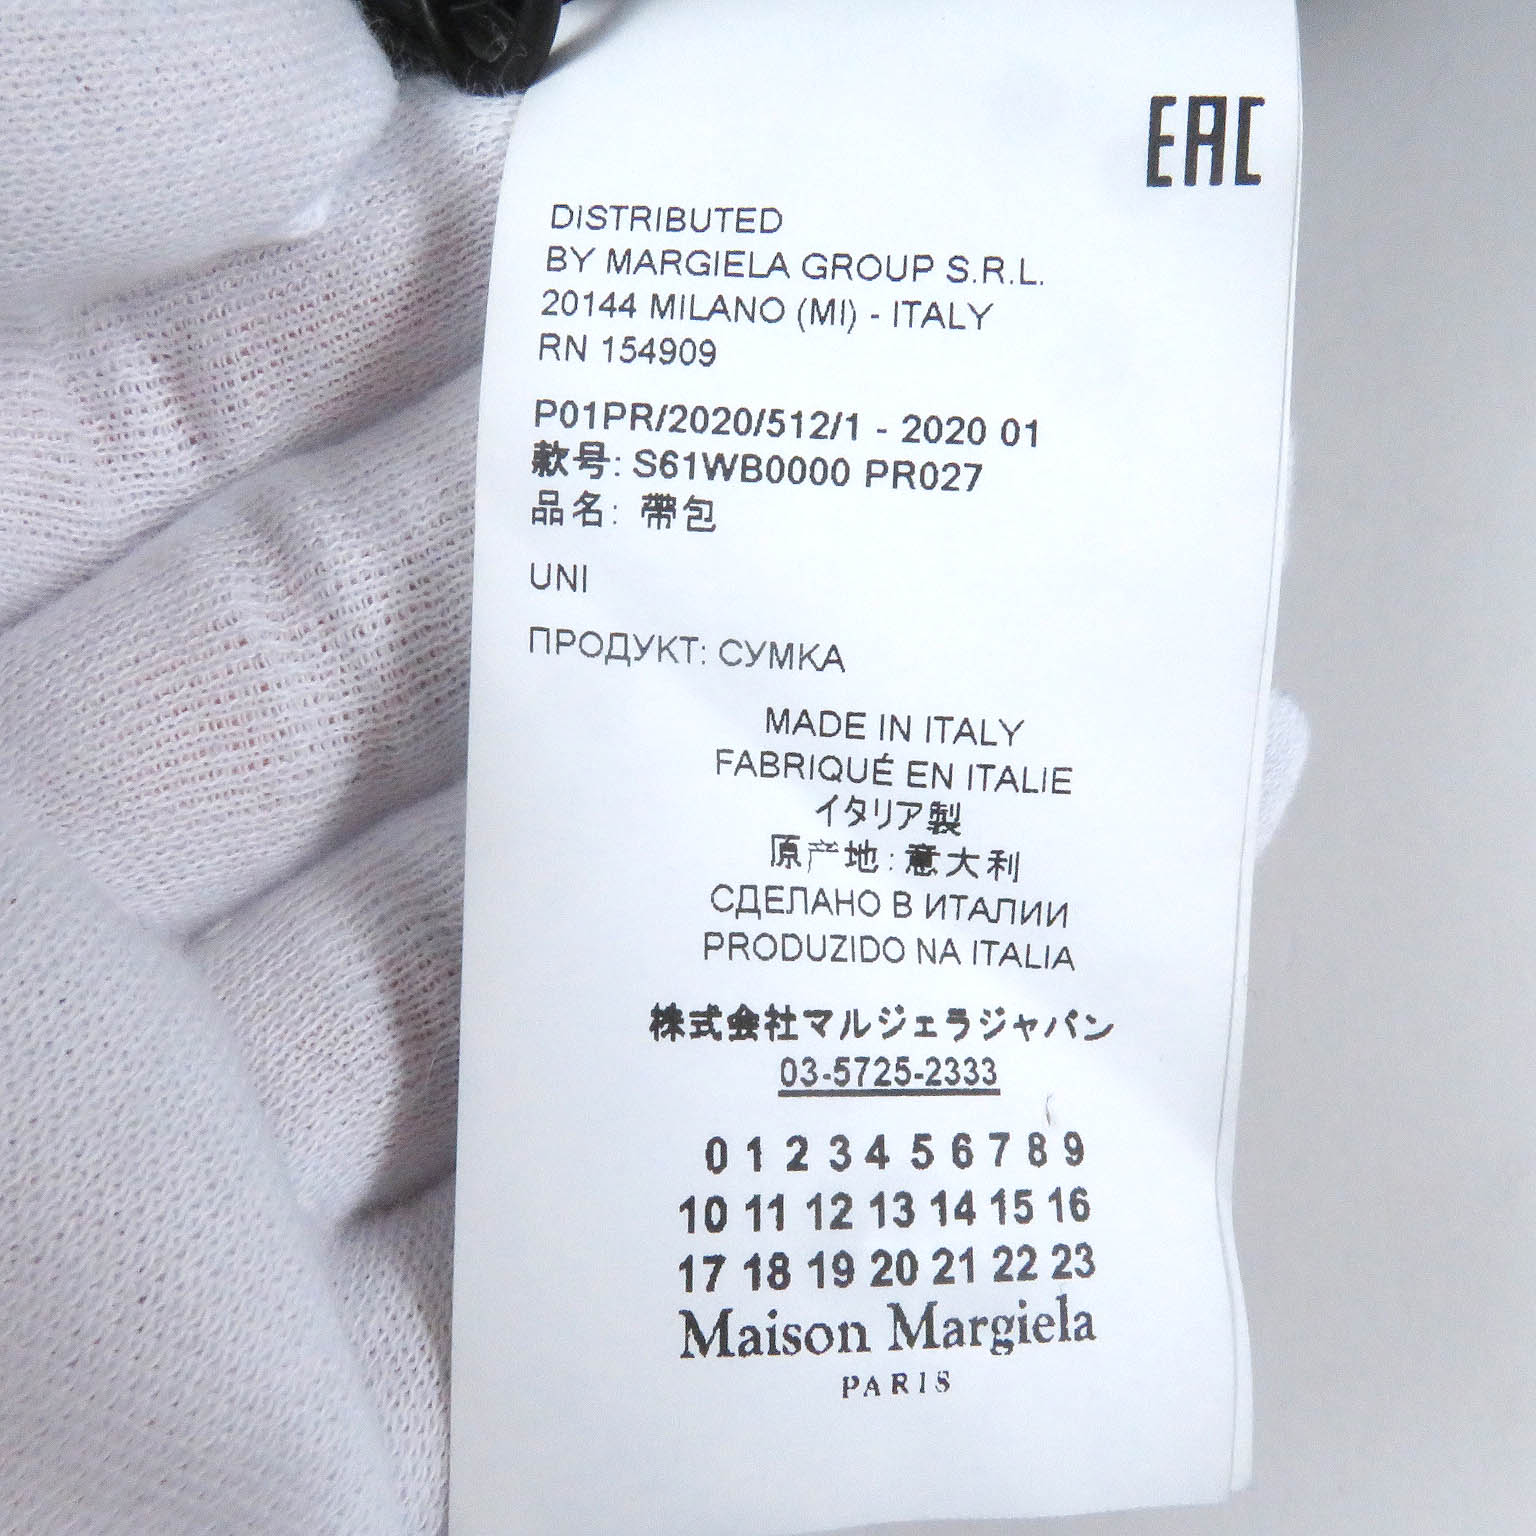 EAC
DISTRIBUTED
BY MARGIELA GROUP S.R.L.
20144 MILANO (MI) - ITALY
RN 154909
P01PR/2020/512/1 - 2020 01
款号: S61WB0000 PR027
品名: 帶包
UNI
ПРОДУКТ: СУМКА
MADE IN ITALY
FABRIQUÉ EN ITALIE
イタリア製
原产地: 意大利
СДЕЛАНО В ИТАЛИИ
PRODUZIDO NA ITALIA
株式会社マルジェラジャパン
03-5725-2333
0 1 2 3 4 5 6 7 8 9
10 11 12 13 14 15 16
17 18 19 20 21 22 23
Maison Margiela
PARIS